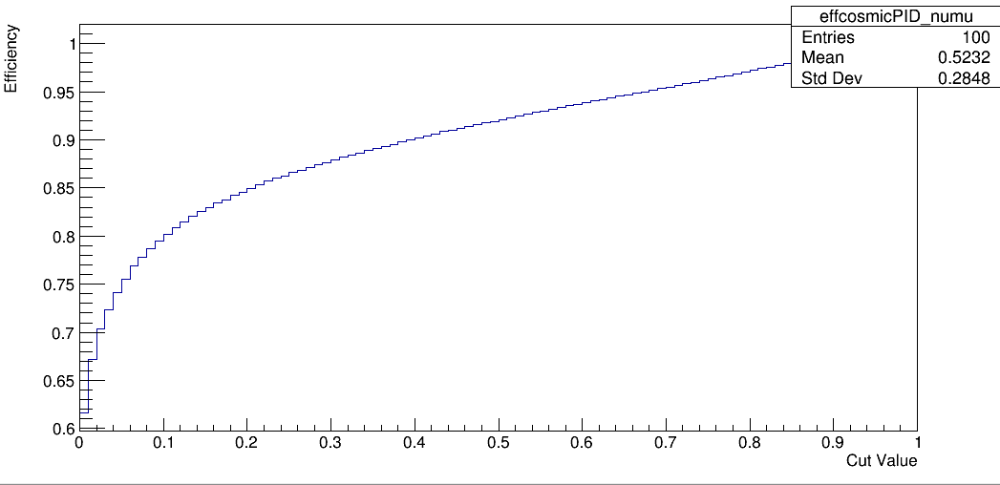 effcosmicPID_numu
Entries 100
Mean 0.5232
Std Dev 0.2848
Efficiency
1
0.95
0.9
0.85
0.8
0.75
0.7
0.65
0.6
0 0.1 0.2 0.3 0.4 0.5 0.6 0.7 0.8 0.9 1
Cut Value